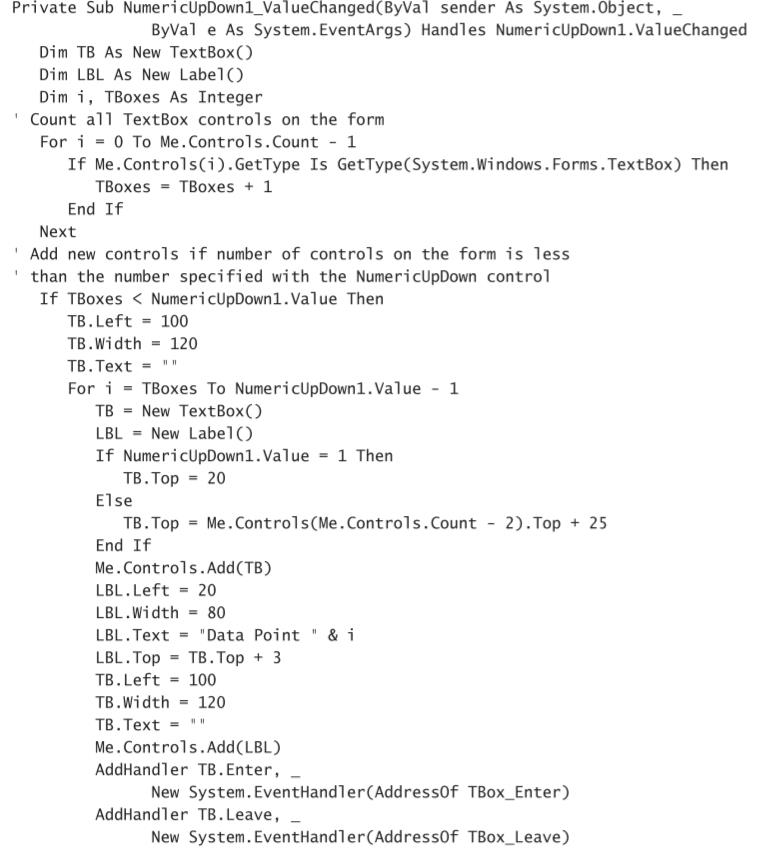 Private Sub NumericUpDown1_ValueChanged(ByVal sender As System.Object, _
ByVal e As System.EventArgs) Handles NumericUpDown1.ValueChanged
Dim TB As New TextBox()
Dim LBL As New Label()
Dim i, TBoxes As Integer
' Count all TextBox controls on the form
For i = 0 To Me.Controls.Count - 1
If Me.Controls(i).GetType Is GetType(System.Windows.Forms.TextBox) Then
TBoxes = TBoxes + 1
End If
Next
' Add new controls if number of controls on the form is less
' than the number specified with the NumericUpDown control
If TBoxes < NumericUpDown1.Value Then
TB.Left = 100
TB.Width = 120
TB.Text = ""
For i = TBoxes To NumericUpDown1.Value - 1
TB = New TextBox()
LBL = New Label()
If NumericUpDown1.Value = 1 Then
TB.Top = 20
Else
TB.Top = Me.Controls(Me.Controls.Count - 2).Top + 25
End If
Me.Controls.Add(TB)
LBL.Left = 20
LBL.Width = 80
LBL.Text = "Data Point " & i
LBL.Top = TB.Top + 3
TB.Left = 100
TB.Width = 120
TB.Text = ""
Me.Controls.Add(LBL)
AddHandler TB.Enter, _
New System.EventHandler(AddressOf TBox_Enter)
AddHandler TB.Leave, _
New System.EventHandler(AddressOf TBox_Leave)